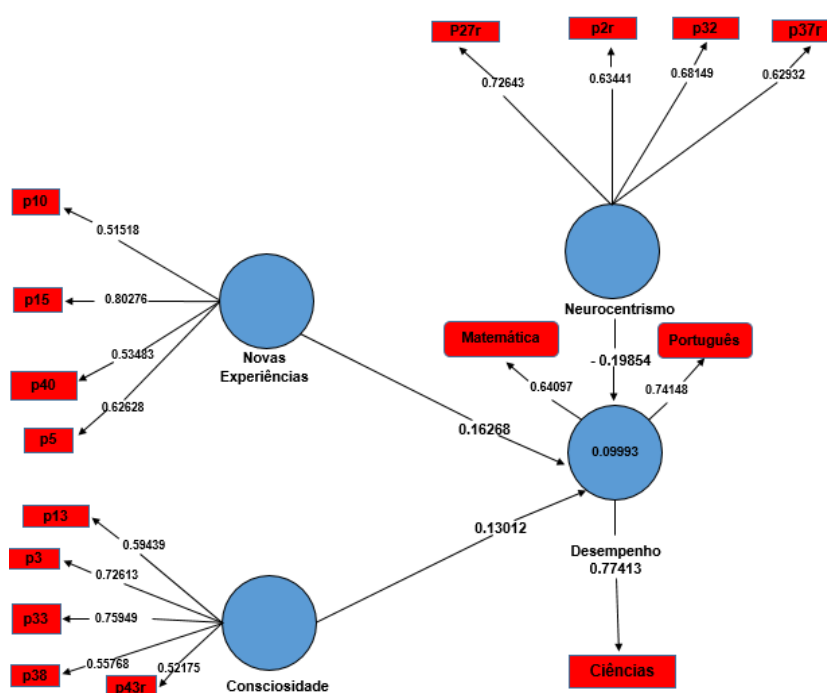 P27r
p2r
p32
p37r
0.72643
0.63441
0.68149
0.62932
p10
0.51518
p15
0.80276
p40
0.53483
p5
0.62628
Novas
Experiências
Neurocentrismo
Matemática
Português
- 0.19854
0.64097
0.74148
0.16268
0.09993
p13
0.59439
p3
0.72613
p33
0.75949
p38
0.55768
p43r
0.52175
Consciosidade
0.13012
Desempenho
0.77413
Ciências